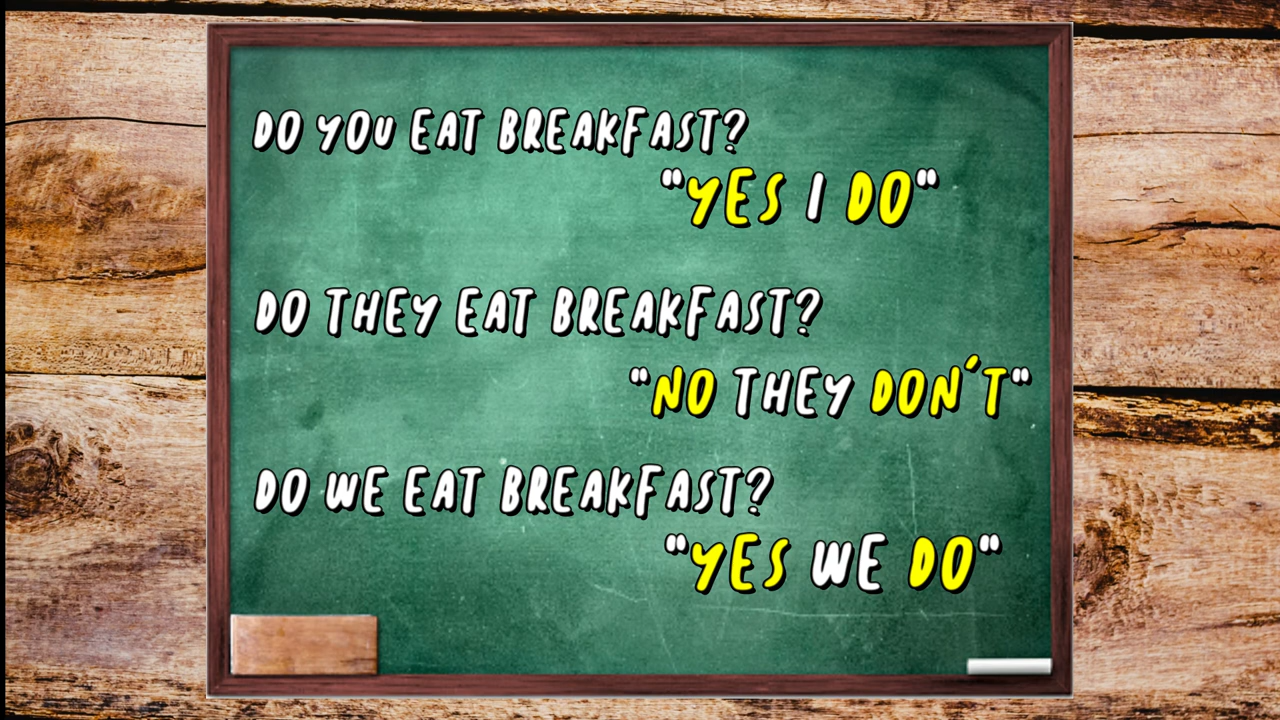 DO YOU EAT BREAKFAST?
"YES I DO"
DO THEY EAT BREAKFAST?
"NO THEY DON´T"
DO WE EAT BREAKFAST?
"YES WE DO"